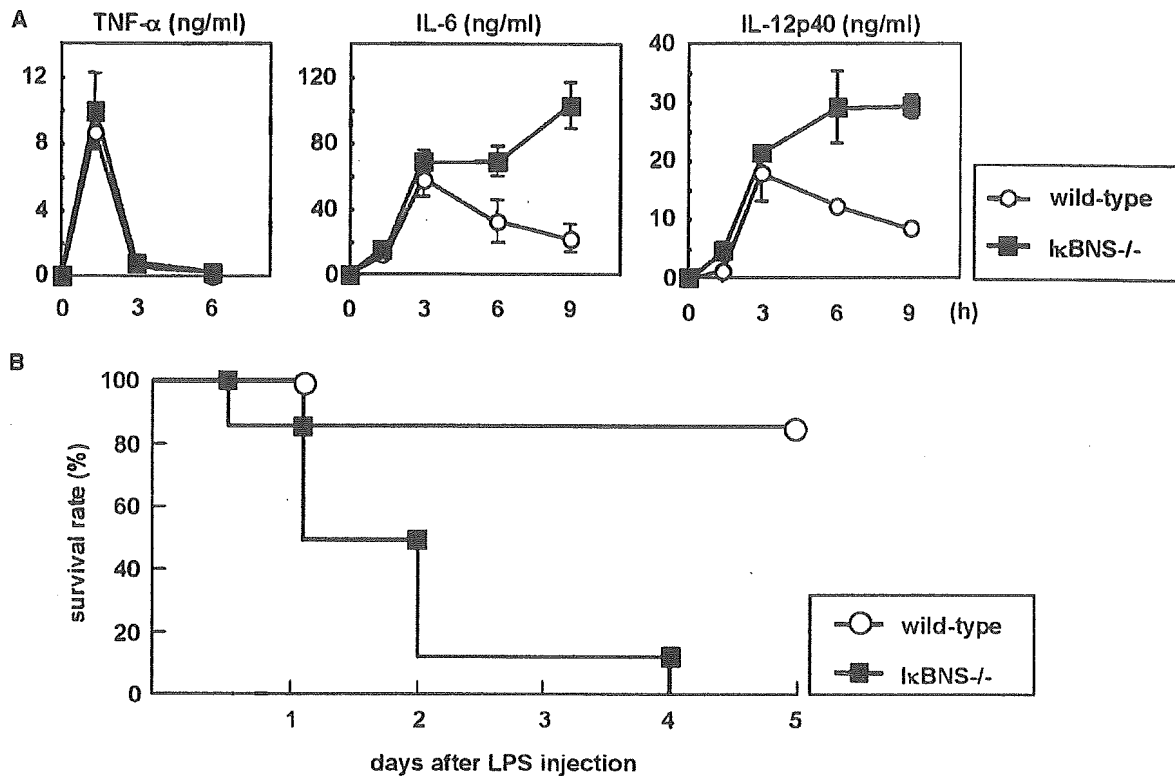 A
TNF-α (ng/ml)
IL-6 (ng/ml)
IL-12p40 (ng/ml)
12
8
4
0
0 3 6
120
80
40
0
0 3 6 9
40
30
20
10
0
0 3 6 9 (h)
wild-type
IκBNS-/-
B
survival rate (%)
100
80
60
40
20
0
1 2 3 4 5
days after LPS injection
wild-type
IκBNS-/-